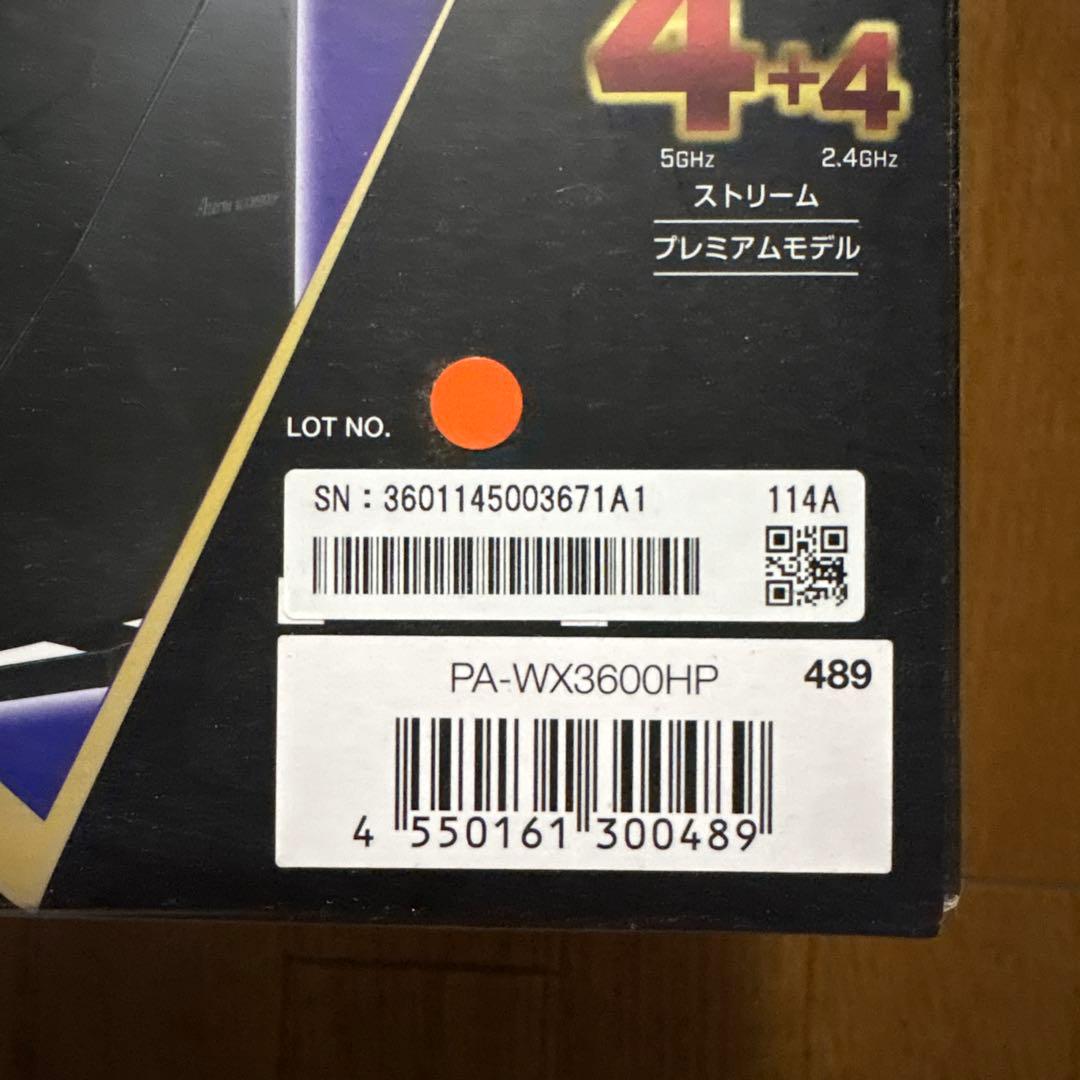 4+4
5GHz 2.4GHz
ストリーム
プレミアムモデル
LOT NO.
SN : 3601145003671A1 114A
PA-WX3600HP 489
4 550161 300489